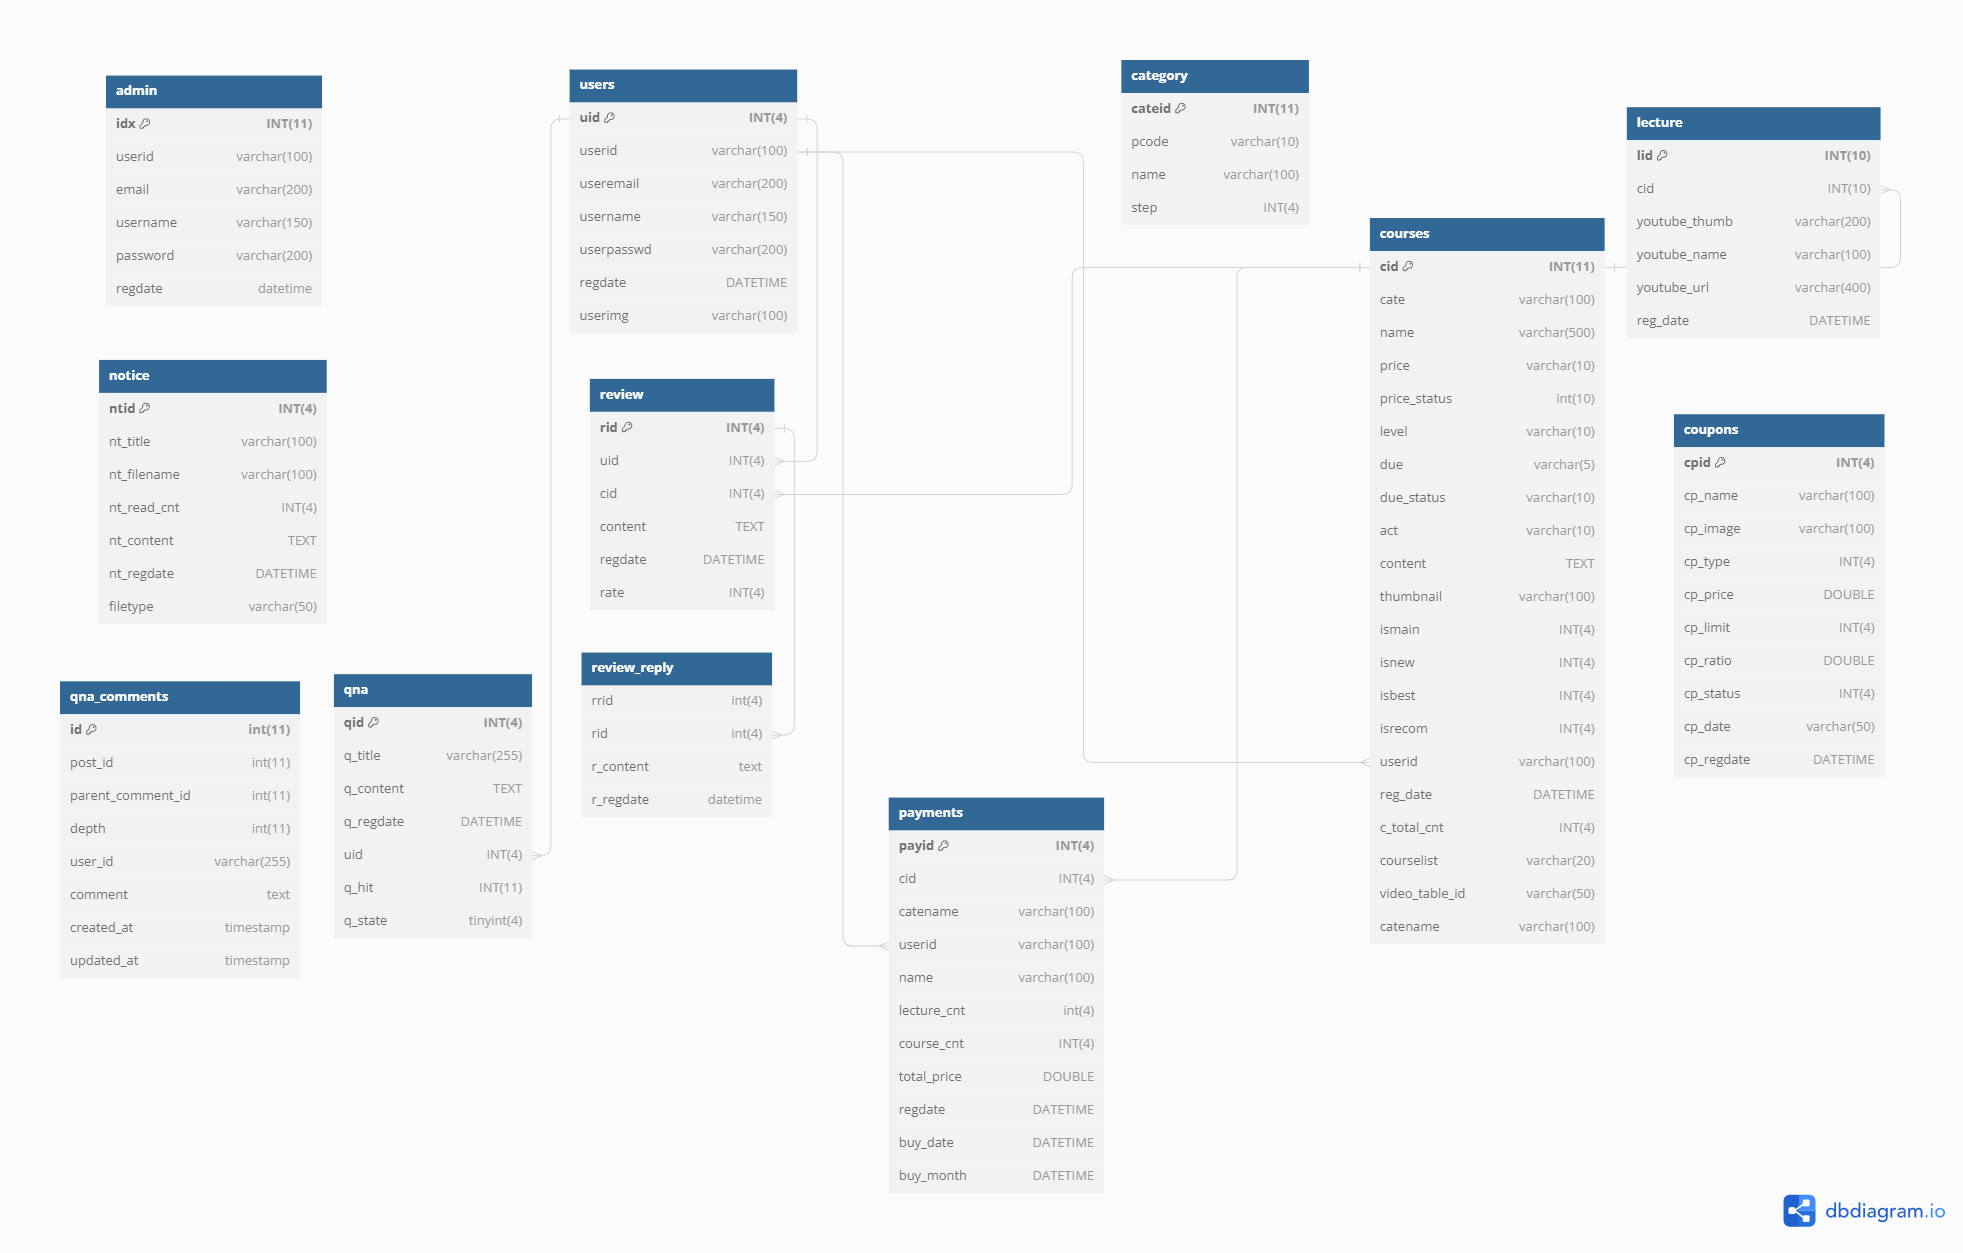 admin
idx INT(11)
userid varchar(100)
email varchar(200)
username varchar(150)
password varchar(200)
regdate datetime
users
uid INT(4)
userid varchar(100)
useremail varchar(200)
username varchar(150)
userpasswd varchar(200)
regdate DATETIME
userimg varchar(100)
category
cateid INT(11)
pcode varchar(10)
name varchar(100)
step INT(4)
lecture
lid INT(10)
cid INT(10)
youtube_thumb varchar(200)
youtube_name varchar(100)
youtube_url varchar(400)
reg_date DATETIME
courses
cid INT(11)
cate varchar(100)
name varchar(500)
price varchar(10)
price_status int(10)
level varchar(10)
due varchar(5)
due_status varchar(10)
act varchar(10)
content TEXT
thumbnail varchar(100)
ismain INT(4)
isnew INT(4)
isbest INT(4)
isrecom INT(4)
userid varchar(100)
reg_date DATETIME
c_total_cnt INT(4)
courselist varchar(20)
video_table_id varchar(50)
catename varchar(100)
notice
ntid INT(4)
nt_title varchar(100)
nt_filename varchar(100)
nt_read_cnt INT(4)
nt_content TEXT
nt_regdate DATETIME
filetype varchar(50)
review
rid INT(4)
uid INT(4)
cid INT(4)
content TEXT
regdate DATETIME
rate INT(4)
coupons
cpid INT(4)
cp_name varchar(100)
cp_image varchar(100)
cp_type INT(4)
cp_price DOUBLE
cp_limit INT(4)
cp_ratio DOUBLE
cp_status INT(4)
cp_date varchar(50)
cp_regdate DATETIME
qna_comments
id int(11)
post_id int(11)
parent_comment_id int(11)
depth int(11)
user_id varchar(255)
comment text
created_at timestamp
updated_at timestamp
qna
qid INT(4)
q_title varchar(255)
q_content TEXT
q_regdate DATETIME
uid INT(4)
q_hit INT(11)
q_state tinyint(4)
review_reply
rrid int(4)
rid int(4)
r_content text
r_regdate datetime
payments
payid INT(4)
cid INT(4)
catename varchar(100)
userid varchar(100)
name varchar(100)
lecture_cnt int(4)
course_cnt INT(4)
total_price DOUBLE
regdate DATETIME
buy_date DATETIME
buy_month DATETIME
dbdiagram.io